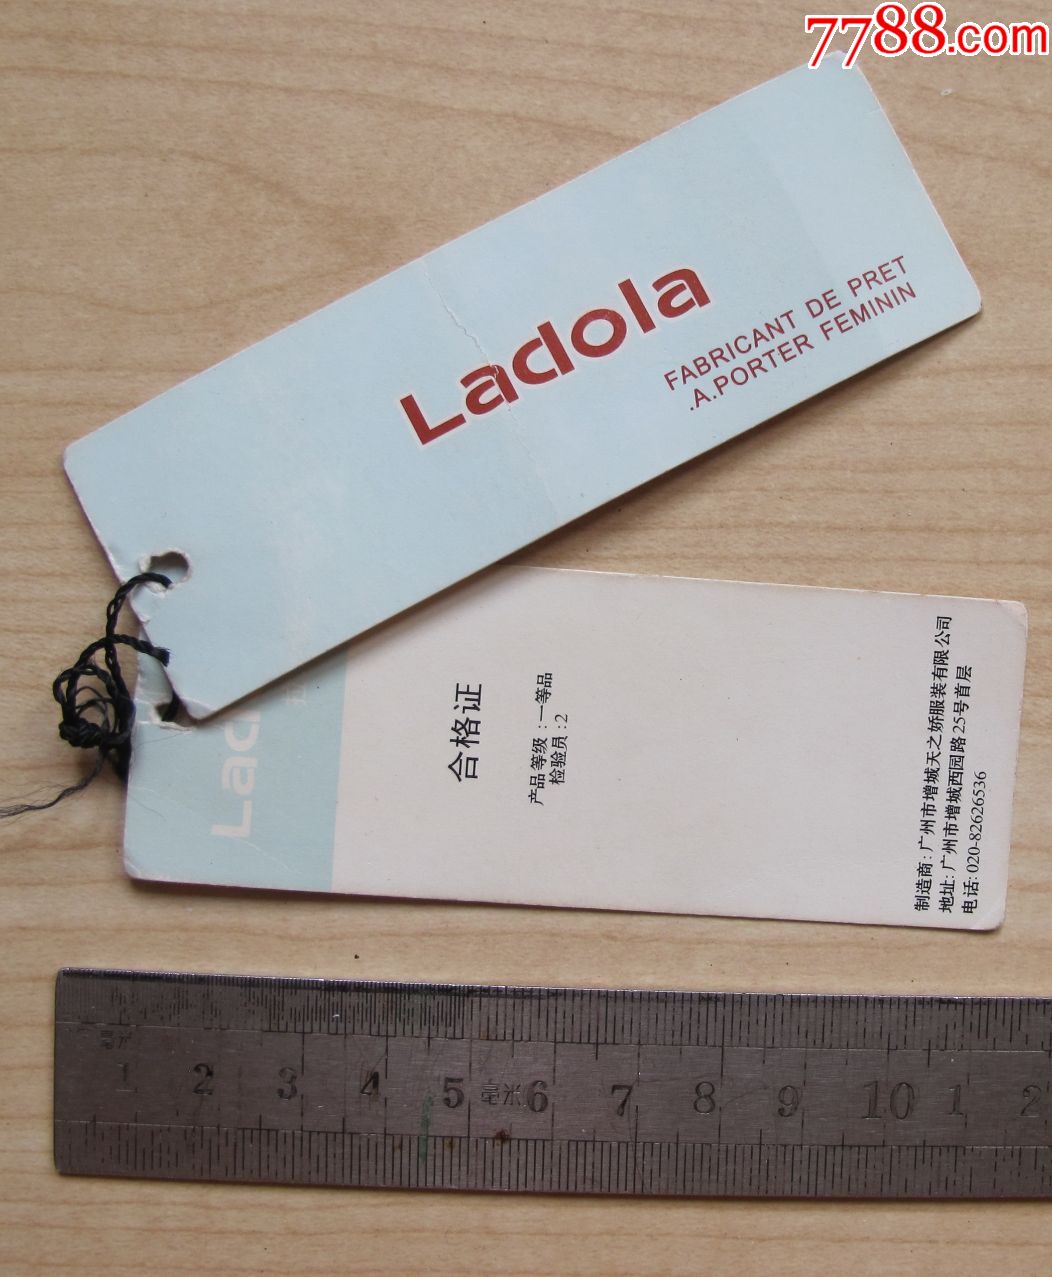 7788.com
Ladola
FABRICANT DE PRET
.A.PORTER FEMININ
Lad
合格证
产品等级:一等品
检验员:2
制造商:广州市增城天之娇服装有限公司
地址:广州市增城西园路25号首层
电话:020-82626536
1 2 3 4 5 毫米 6 7 8 9 10 1 2